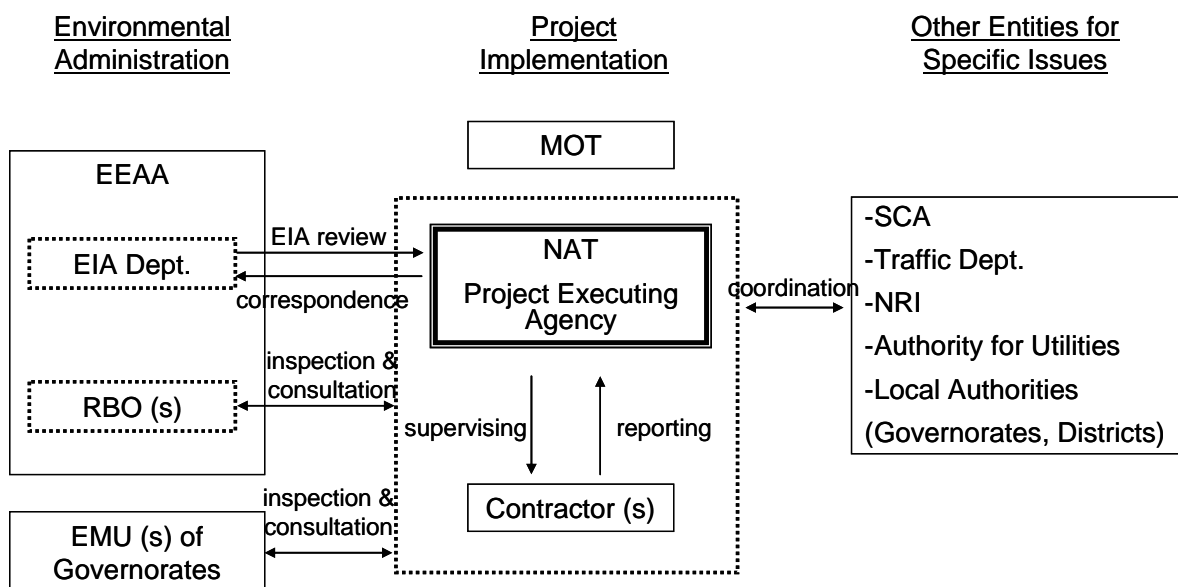 Environmental
Administration
Project
Implementation
Other Entities for
Specific Issues
MOT
EEAA
EIA Dept.
RBO (s)
EMU (s) of
Governorates
EIA review
correspondence
inspection &
consultation
inspection &
consultation
NAT
Project Executing
Agency
supervising
reporting
Contractor (s)
coordination
-SCA
-Traffic Dept.
-NRI
-Authority for Utilities
-Local Authorities
(Governorates, Districts)